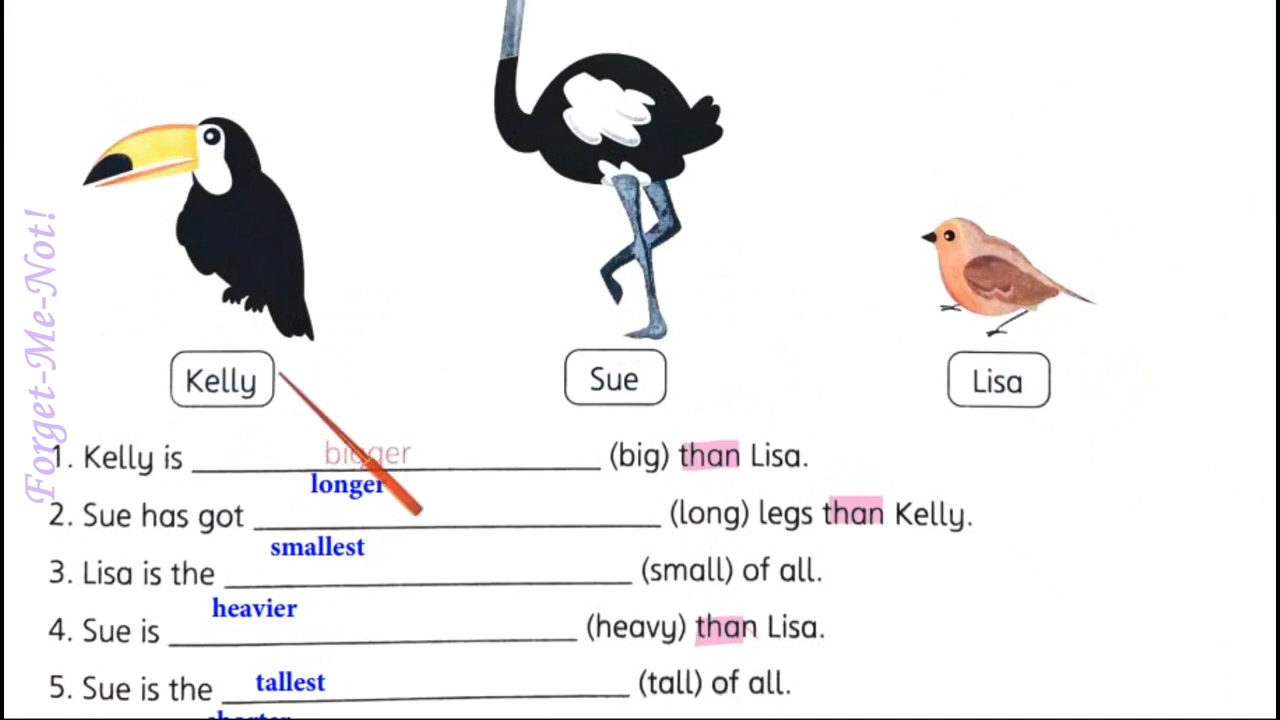 Forget-Me-Not!
Kelly
Sue
Lisa
1. Kelly is bigger (big) than Lisa.
longer
2. Sue has got (long) legs than Kelly.
smallest
3. Lisa is the (small) of all.
heavier
4. Sue is (heavy) than Lisa.
tallest
5. Sue is the (tall) of all.